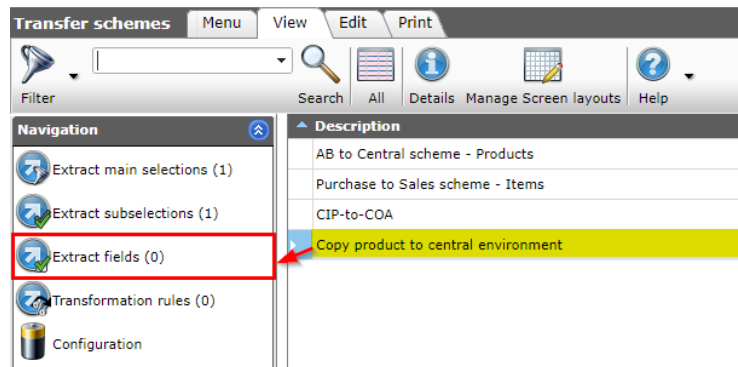 Transfer schemes Menu View Edit Print
Filter Search All Details Manage Screen layouts Help
Navigation
Extract main selections (1)
Extract subselections (1)
Extract fields (0)
Transformation rules (0)
Configuration
Description
AB to Central scheme - Products
Purchase to Sales scheme - Items
CIP-to-COA
Copy product to central environment